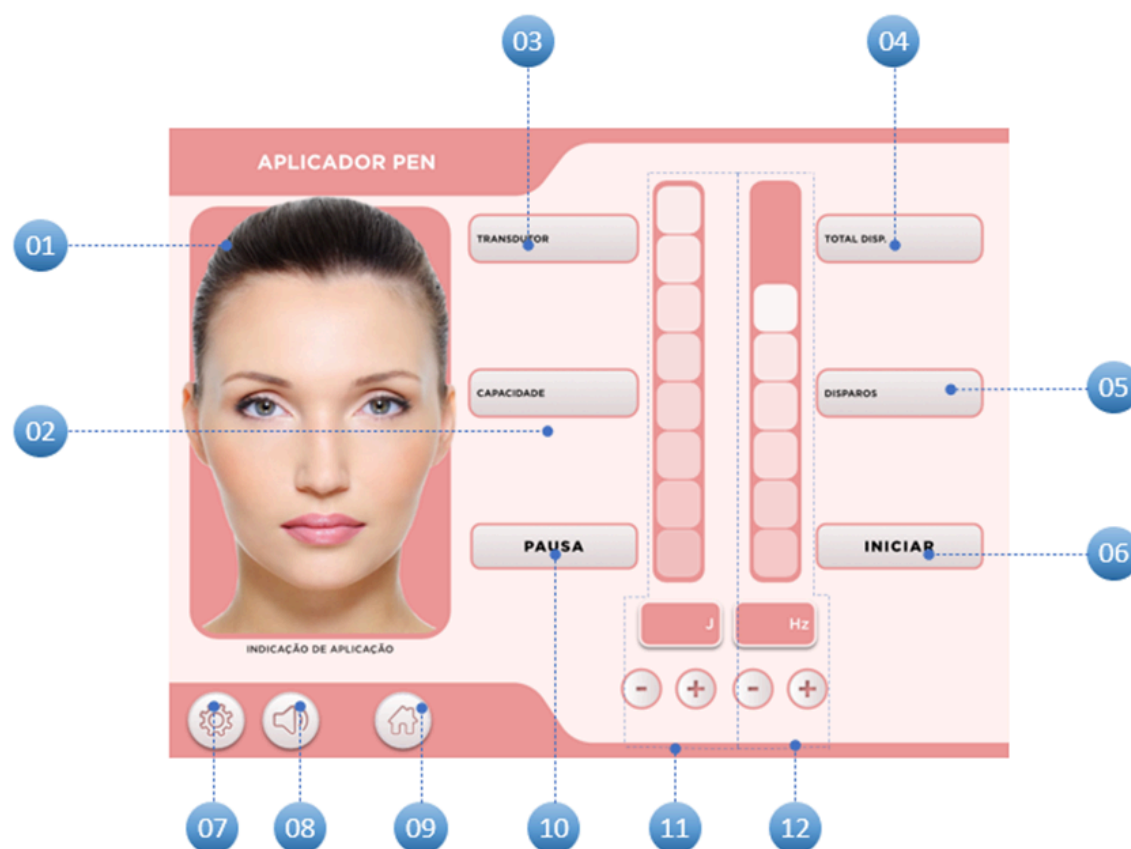 03
04
APLICADOR PEN
01
TRANSDUTOR
TOTAL DISP.
CAPACIDADE
DISPAROS
05
02
PAUSA
INICIAR
06
J
Hz
INDICAÇÃO DE APLICAÇÃO
- + - +
07
08
09
10
11
12